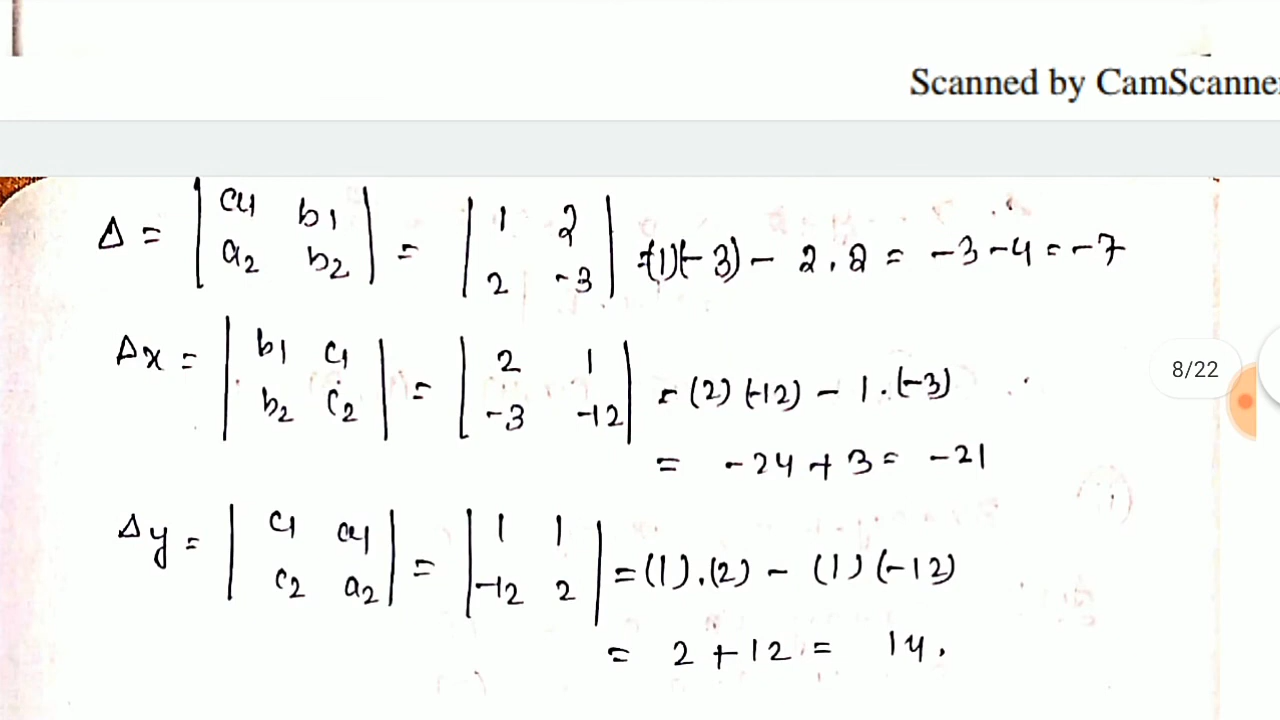 Scanned by CamScanne
Δ = | a1 b1 | = | 1 2 | =(1)(-3) - 2.2 = -3-4=-7
| a2 b2 | | 2 -3 |
Δx = | b1 c1 | = | 2 1 | = (2)(-12) - 1.(-3)
| b2 c2 | | -3 -12 |
= -24+3= -21
8/22
Δy = | c1 a1 | = | 1 1 | =(1).(2) - (1)(-12)
| c2 a2 | | -12 2 |
= 2+12= 14.